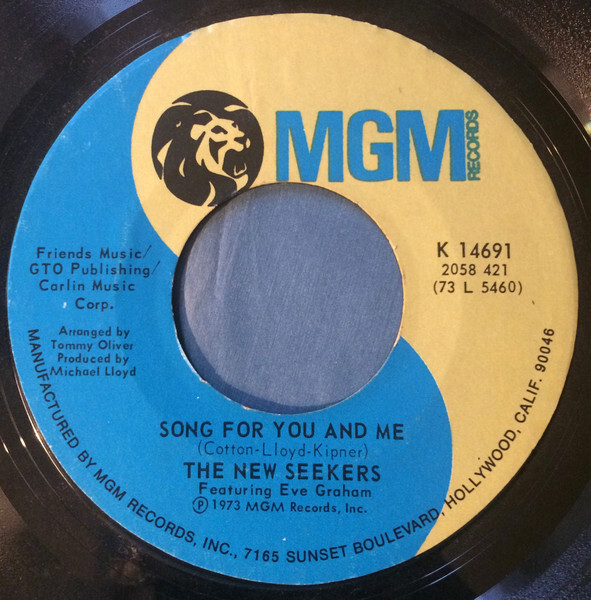 MGM
RECORDS
K 14691
2058 421
(73 L 5460)
Friends Music/
GTO Publishing/
Carlin Music
Corp.
Arranged by
Tommy Oliver
Produced by
Michael Lloyd
SONG FOR YOU AND ME
(Cotton-Lloyd-Kipner)
THE NEW SEEKERS
Featuring Eve Graham
Ⓟ 1973 MGM Records, Inc.
MANUFACTURED BY MGM RECORDS, INC., 7165 SUNSET BOULEVARD, HOLLYWOOD, CALIF. 90046